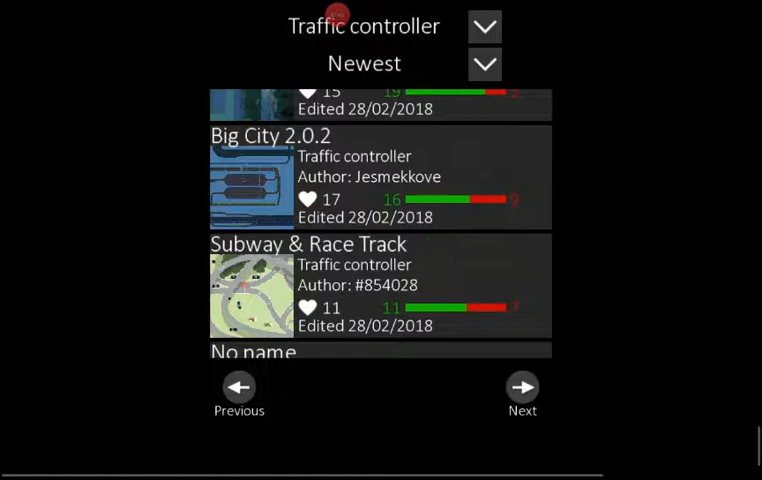 Traffic controller
Newest
15 19
Edited 28/02/2018
Big City 2.0.2
Traffic controller
Author: Jesmekkove
17 16 9
Edited 28/02/2018
Subway & Race Track
Traffic controller
Author: #854028
11 11 7
Edited 28/02/2018
No name
Previous Next